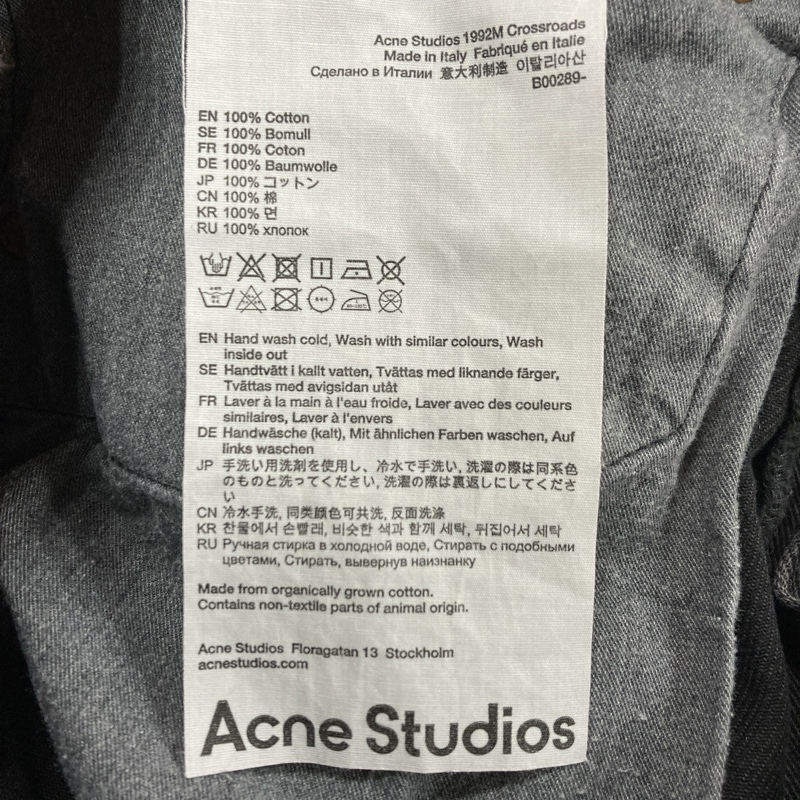 Acne Studios 1992M Crossroads
Made in Italy Fabriqué en Italie
Сделано в Италии 意大利制造 이탈리아산
B00289-
EN 100% Cotton
SE 100% Bomull
FR 100% Coton
DE 100% Baumwolle
JP 100% コットン
CN 100% 棉
KR 100% 면
RU 100% хлопок
EN Hand wash cold, Wash with similar colours, Wash
inside out
SE Handtvätt i kallt vatten, Tvättas med liknande färger,
Tvättas med avigsidan utåt
FR Laver à la main à l'eau froide, Laver avec des couleurs
similaires, Laver à l'envers
DE Handwäsche (kalt), Mit ähnlichen Farben waschen, Auf
links waschen
JP 手洗い用洗剤を使用し、冷水で手洗い, 洗濯の際は同系色
のものと洗ってください, 洗濯の際は裏返しにしてくださ
い
CN 冷水手洗, 同类颜色可共洗, 反面洗涤
KR 찬물에서 손빨래, 비슷한 색과 함께 세탁, 뒤집어서 세탁
RU Ручная стирка в холодной воде, Стирать с подобными
цветами, Стирать, вывернув наизнанку
Made from organically grown cotton.
Contains non-textile parts of animal origin.
Acne Studios Floragatan 13 Stockholm
acnestudios.com
Acne Studios